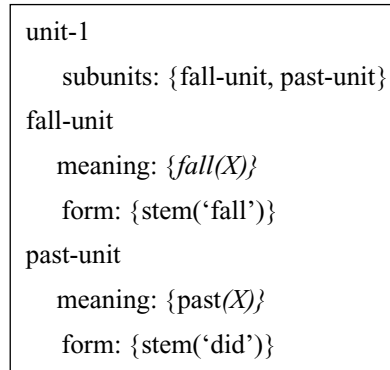 unit-1
subunits: {fall-unit, past-unit}
fall-unit
meaning: {fall(X)}
form: {stem(‘fall’)}
past-unit
meaning: {past(X)}
form: {stem(‘did’)}